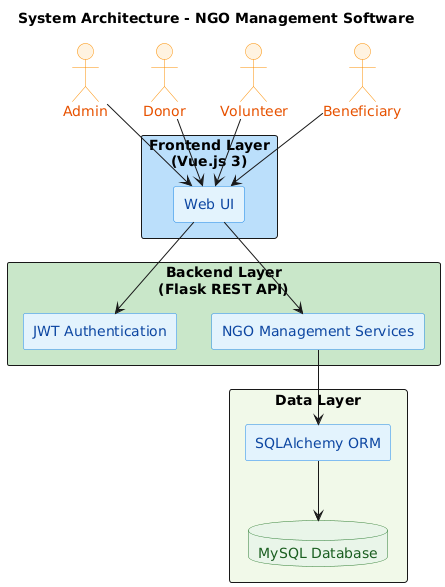 System Architecture - NGO Management Software
Admin
Donor
Volunteer
Beneficiary
Frontend Layer
(Vue.js 3)
Web UI
Backend Layer
(Flask REST API)
JWT Authentication
NGO Management Services
Data Layer
SQLAlchemy ORM
MySQL Database